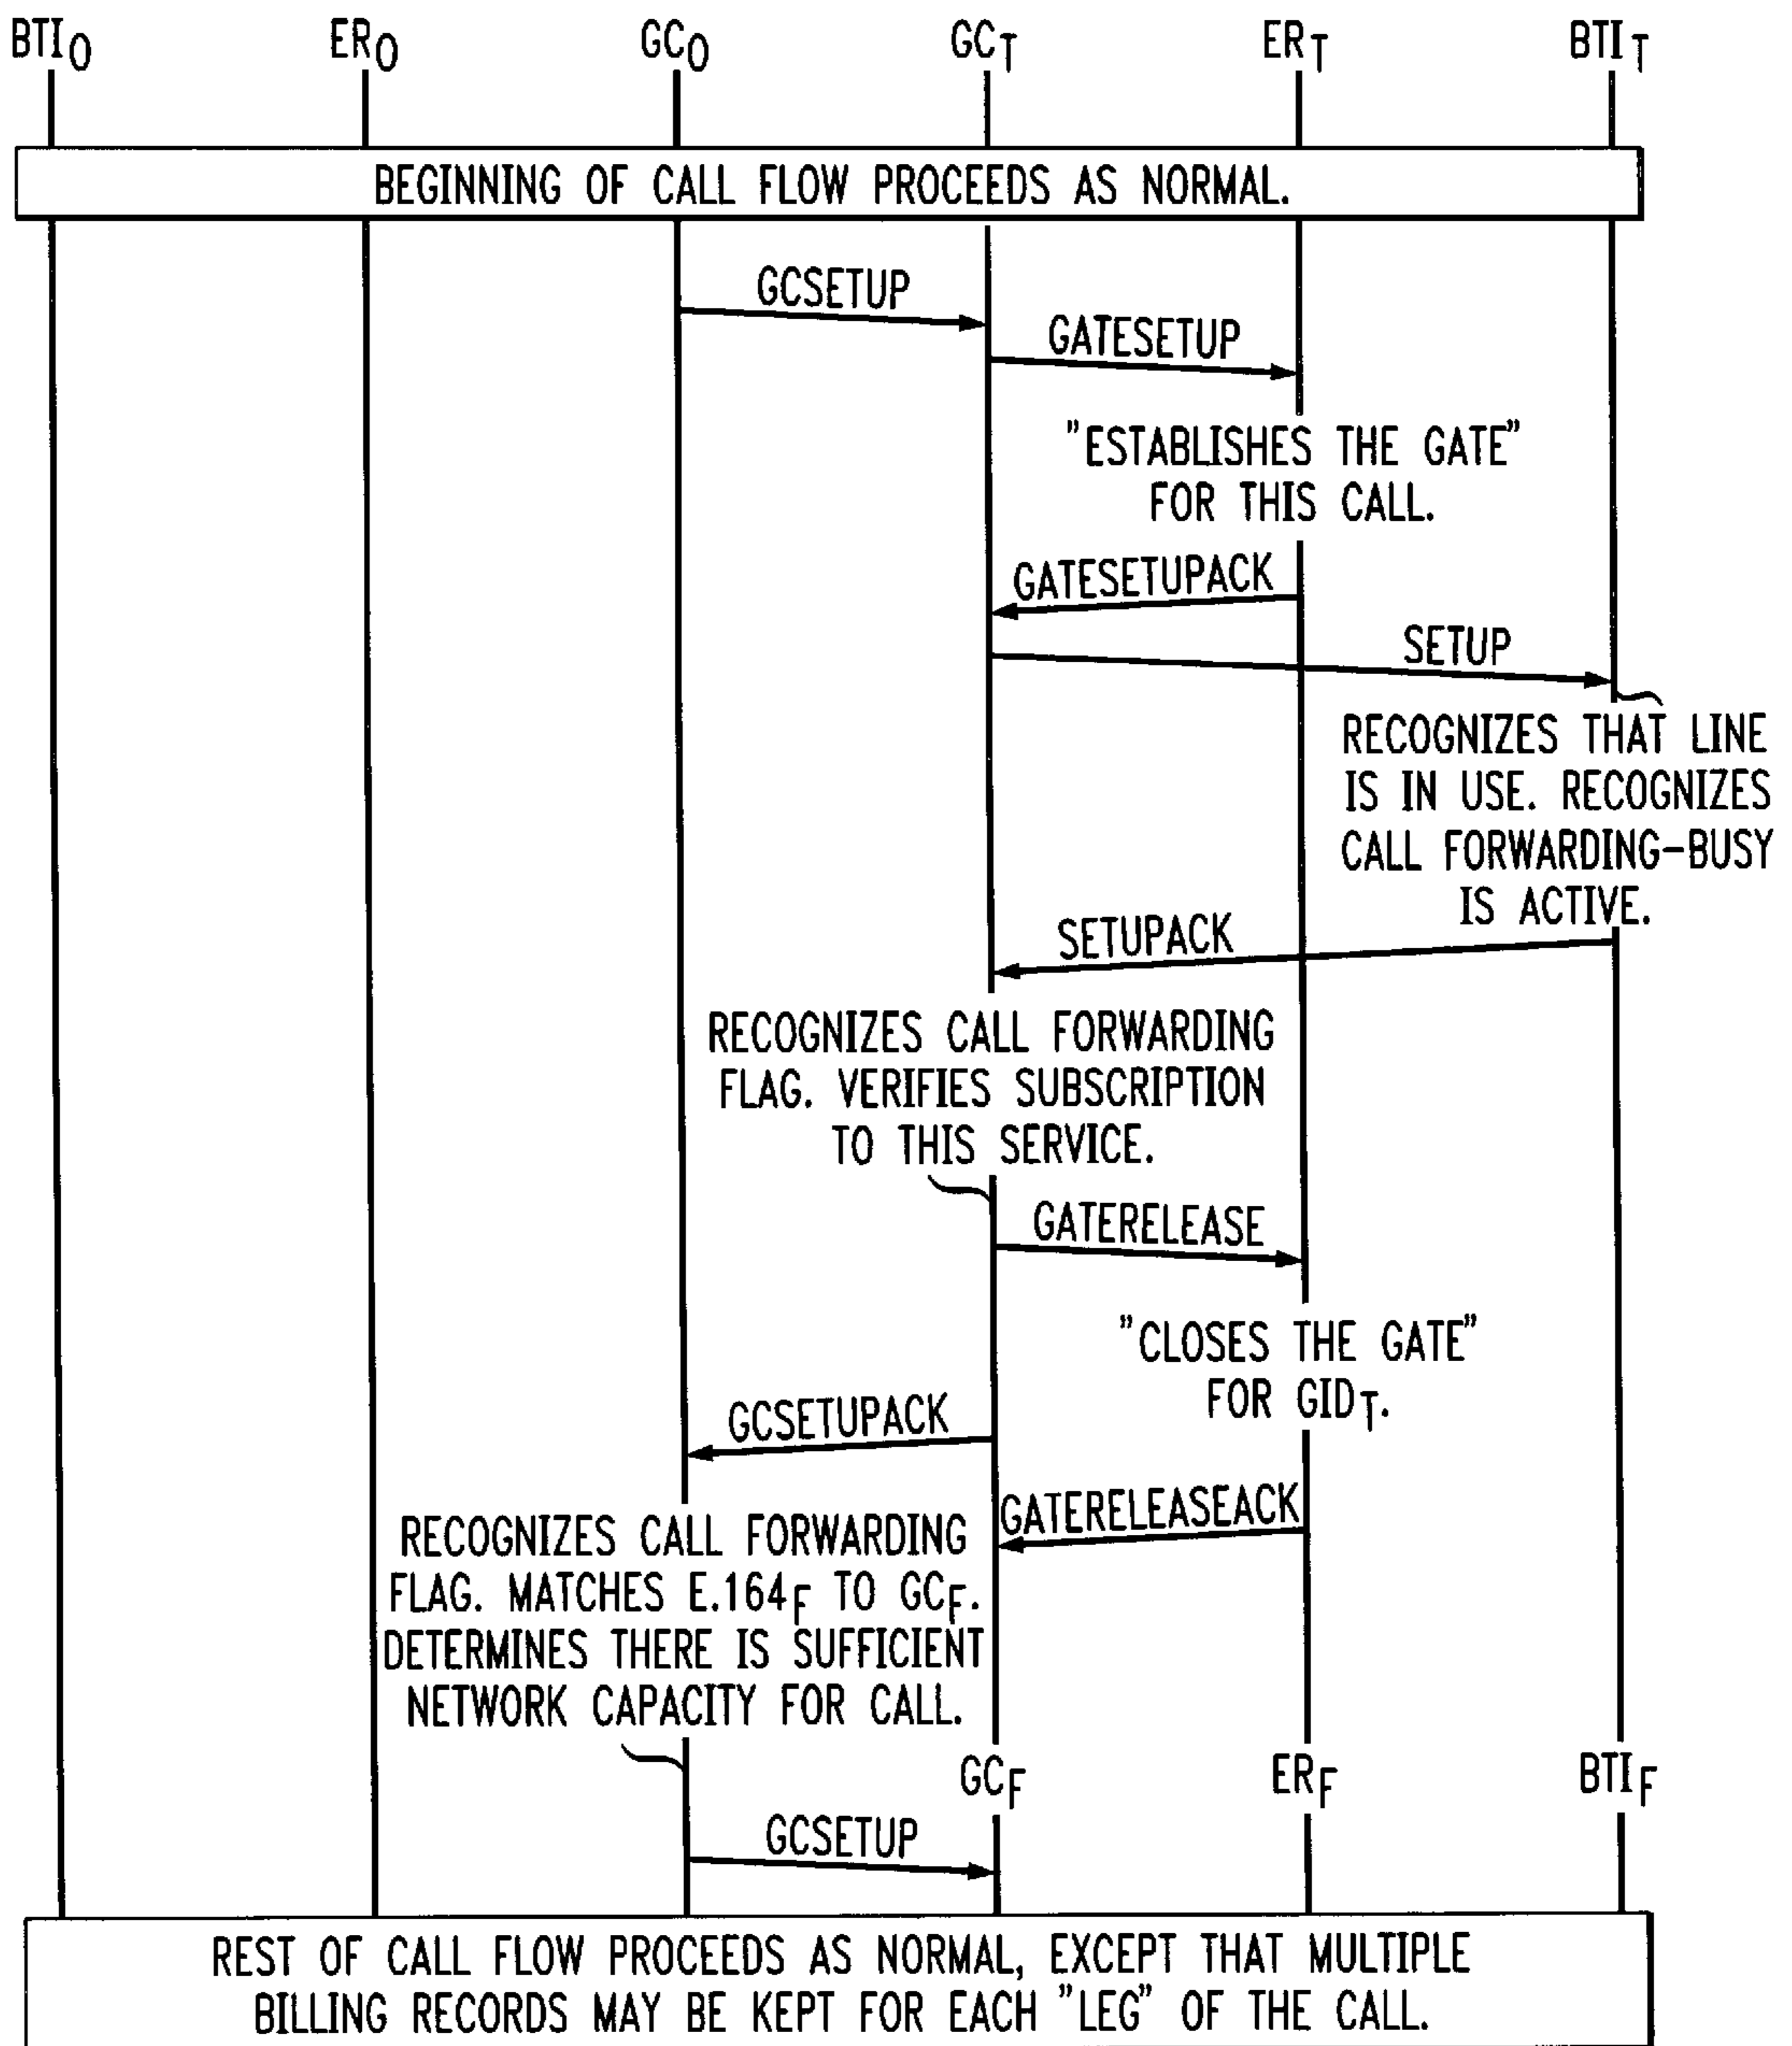 BTIO ERO GCO GCT ERT BTIT
BEGINNING OF CALL FLOW PROCEEDS AS NORMAL.
GCSETUP
GATESETUP
"ESTABLISHES THE GATE"
FOR THIS CALL.
GATESETUPACK
SETUP
RECOGNIZES THAT LINE
IS IN USE. RECOGNIZES
CALL FORWARDING-BUSY
IS ACTIVE.
SETUPACK
RECOGNIZES CALL FORWARDING
FLAG. VERIFIES SUBSCRIPTION
TO THIS SERVICE.
GATERELEASE
"CLOSES THE GATE"
FOR GIDT.
GCSETUPACK
GATERELEASEACK
RECOGNIZES CALL FORWARDING
FLAG. MATCHES E.164F TO GCF.
DETERMINES THERE IS SUFFICIENT
NETWORK CAPACITY FOR CALL.
GCF ERF BTIF
GCSETUP
REST OF CALL FLOW PROCEEDS AS NORMAL, EXCEPT THAT MULTIPLE
BILLING RECORDS MAY BE KEPT FOR EACH "LEG" OF THE CALL.